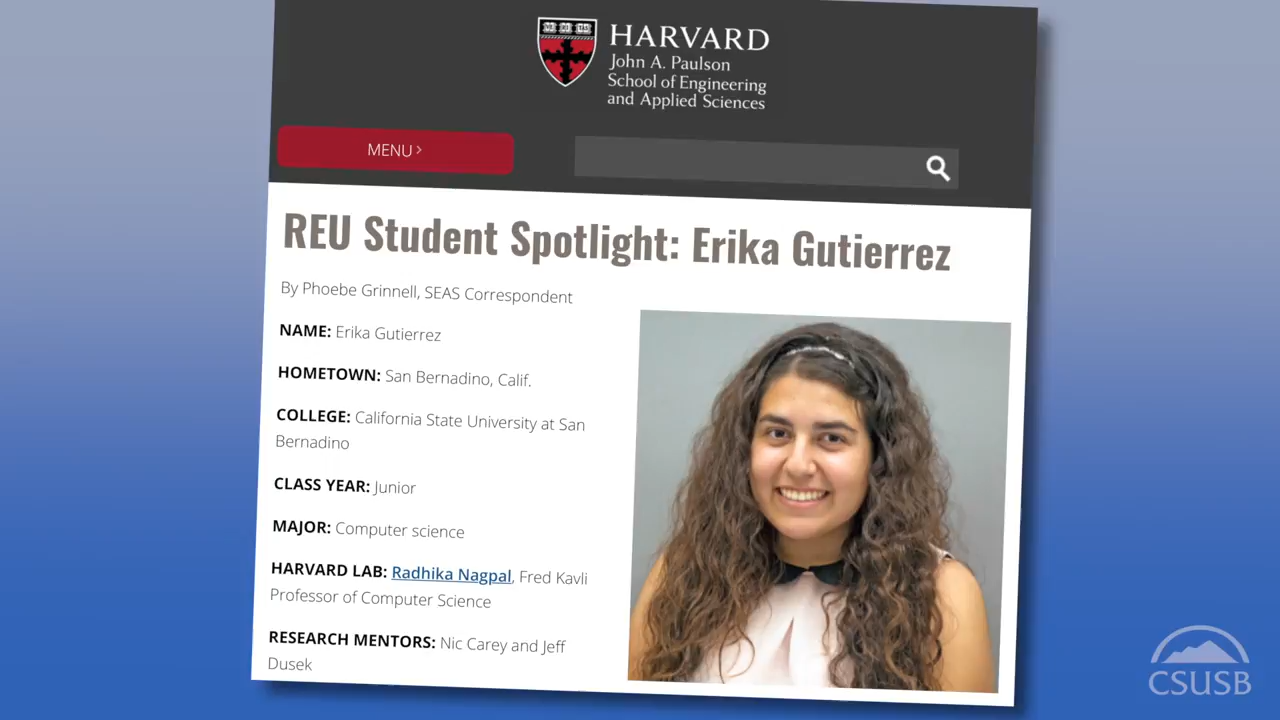 HARVARD
John A. Paulson
School of Engineering
and Applied Sciences
MENU >
REU Student Spotlight: Erika Gutierrez
By Phoebe Grinnell, SEAS Correspondent
NAME: Erika Gutierrez
HOMETOWN: San Bernadino, Calif.
COLLEGE: California State University at San
Bernadino
CLASS YEAR: Junior
MAJOR: Computer science
HARVARD LAB: Radhika Nagpal, Fred Kavli
Professor of Computer Science
RESEARCH MENTORS: Nic Carey and Jeff
Dusek
CSUSB